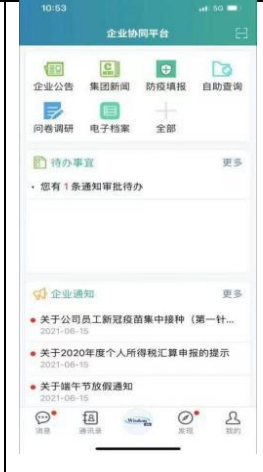 10:53
5G
企业协同平台
企业公告 集团新闻 防疫填报 自助查询
问卷调研 电子档案 全部
待办事宜 更多
· 您有 1 条通知审批待办
企业通知 更多
关于公司员工新冠疫苗集中接种（第一针...
2021-06-15
关于2020年度个人所得税汇算申报的提示
2021-06-15
关于端午节放假通知
2021-06-15
消息 通讯录 发现 我的